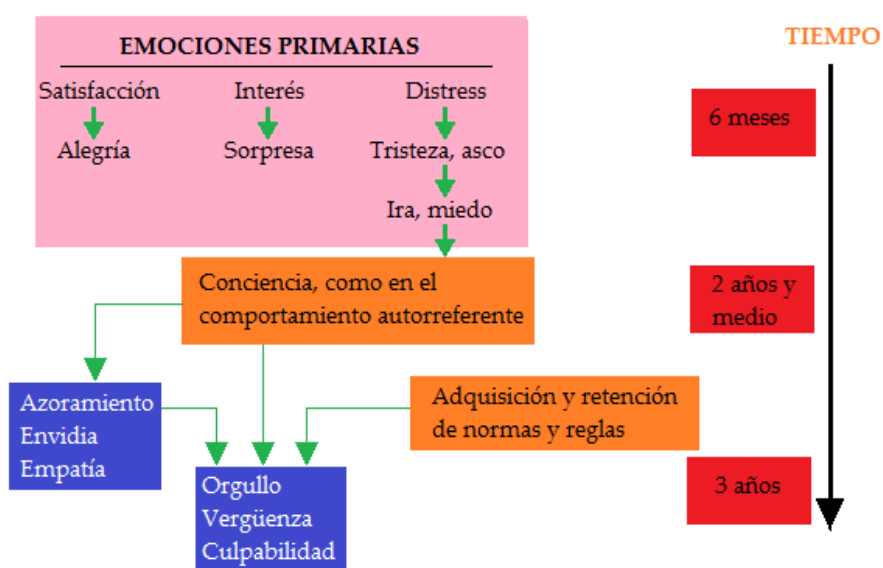 EMOCIONES PRIMARIAS
Satisfacción
Interés
Distress
Alegría
Sorpresa
Tristeza, asco
Ira, miedo
Conciencia, como en el
comportamiento autorreferente
Azoramiento
Envidia
Empatía
Adquisición y retención
de normas y reglas
Orgullo
Vergüenza
Culpabilidad
TIEMPO
6 meses
2 años y
medio
3 años